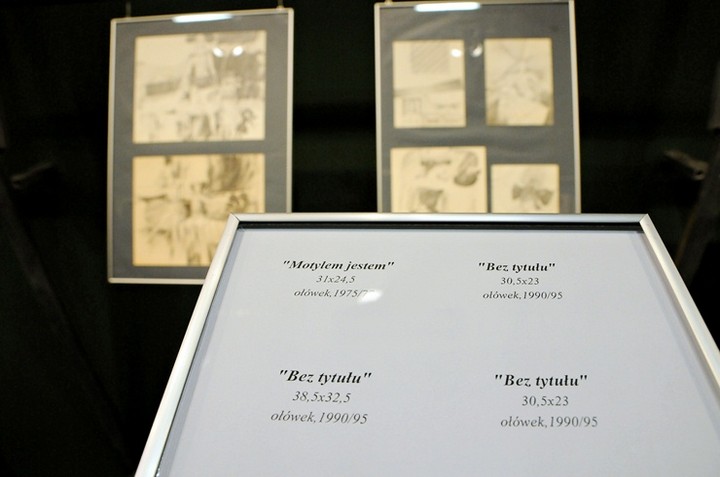 "Motylem jestem"
31x24,5
ołówek,1975/
"Bez tytułu"
30,5x23
ołówek,1990/95
"Bez tytułu"
38,5x32,5
ołówek,1990/95
"Bez tytułu"
30,5x23
ołówek,1990/95